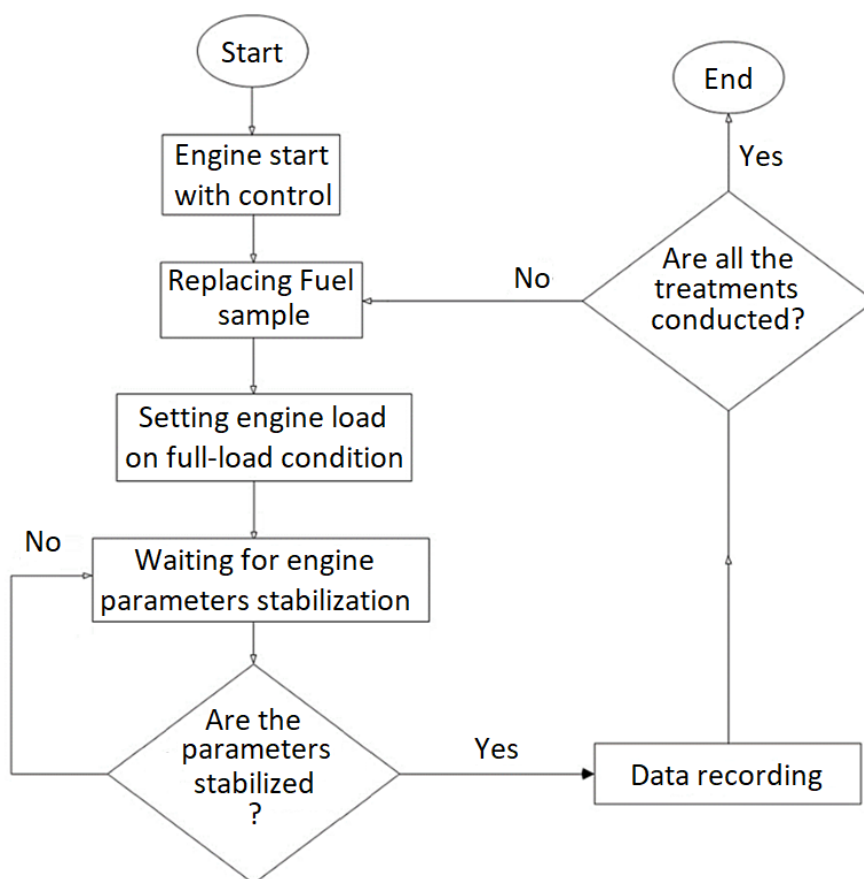 Start
Engine start
with control
Replacing Fuel
sample
Setting engine load
on full-load condition
No
Waiting for engine
parameters stabilization
Are the
parameters
stabilized
?
Yes
Data recording
Are all the
treatments
conducted?
No
Yes
End